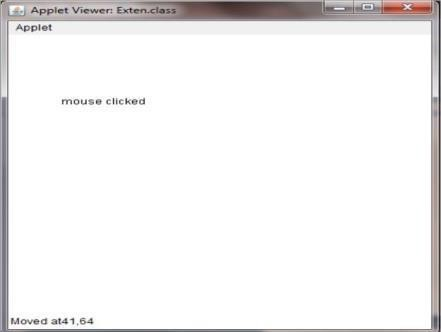 Applet Viewer: Exten.class
Applet
mouse clicked
Moved at41,64